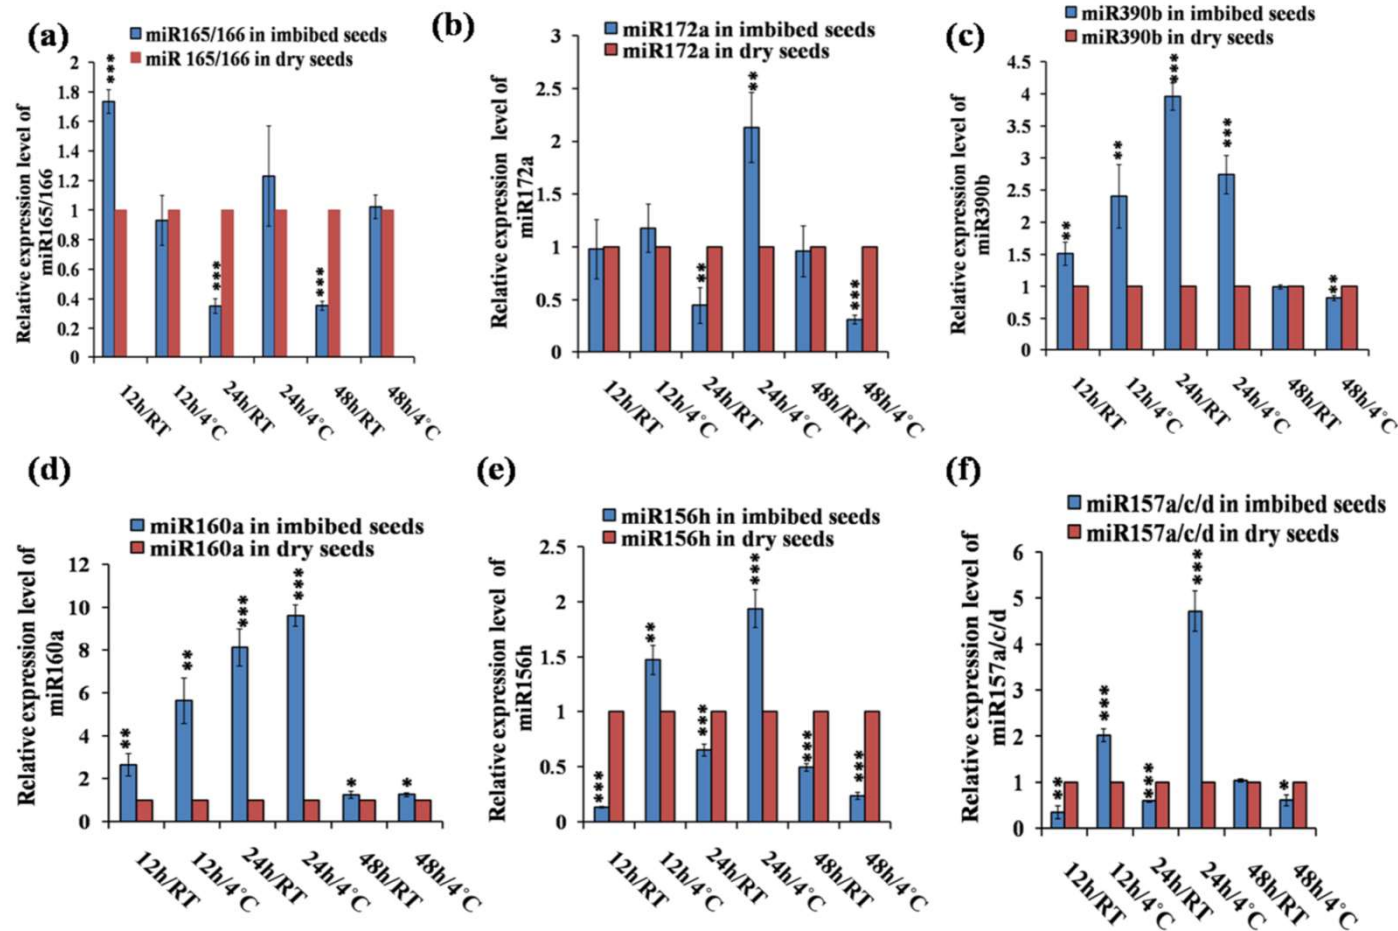 (a)
miR165/166 in imbibed seeds
miR 165/166 in dry seeds
Relative expression level of
miR165/166
2
1.8
1.6
1.4
1.2
1
0.8
0.6
0.4
0.2
0
***
***
***
12h/RT
12h/4°C
24h/RT
24h/4°C
48h/RT
48h/4°C
(b)
miR172a in imbibed seeds
miR172a in dry seeds
Relative expression level of
miR172a
3
2.5
2
1.5
1
0.5
0
**
**
***
12h/RT
12h/4°C
24h/RT
24h/4°C
48h/RT
48h/4°C
(c)
miR390b in imbibed seeds
miR390b in dry seeds
Relative expression level of
miR390b
4.5
4
3.5
3
2.5
2
1.5
1
0.5
0
**
**
***
***
**
12h/RT
12h/4°C
24h/RT
24h/4°C
48h/RT
48h/4°C
(d)
miR160a in imbibed seeds
miR160a in dry seeds
Relative expression level of
miR160a
12
10
8
6
4
2
0
**
**
***
***
*
*
12h/RT
12h/4°C
24h/RT
24h/4°C
48h/RT
48h/4°C
(e)
miR156h in imbibed seeds
miR156h in dry seeds
Relative expression level of
miR156h
2.5
2
1.5
1
0.5
0
***
**
***
***
***
***
12h/RT
12h/4°C
24h/RT
24h/4°C
48h/RT
48h/4°C
(f)
miR157a/c/d in imbibed seeds
miR157a/c/d in dry seeds
Relative expression level of
miR157a/c/d
6
5
4
3
2
1
0
**
***
***
***
*
12h/RT
12h/4°C
24h/RT
24h/4°C
48h/RT
48h/4°C